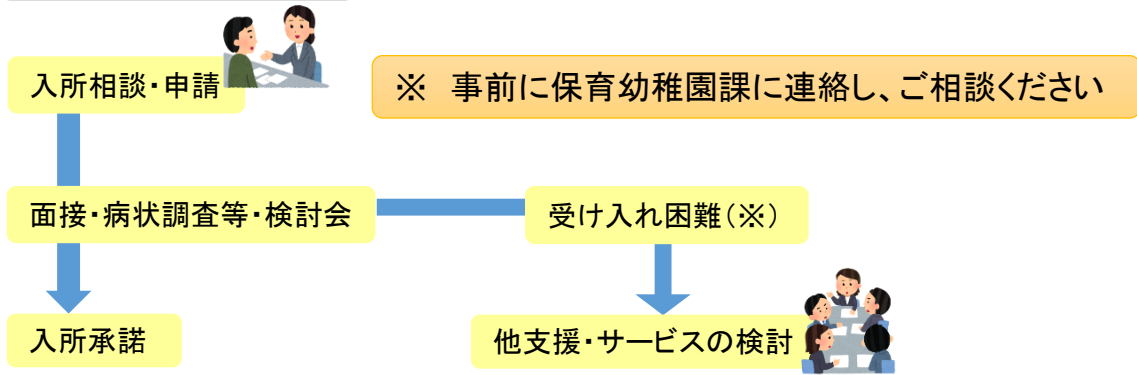 入所相談・申請
※　事前に保育幼稚園課に連絡し、ご相談ください
面接・病状調査等・検討会
受け入れ困難（※）
入所承諾
他支援・サービスの検討